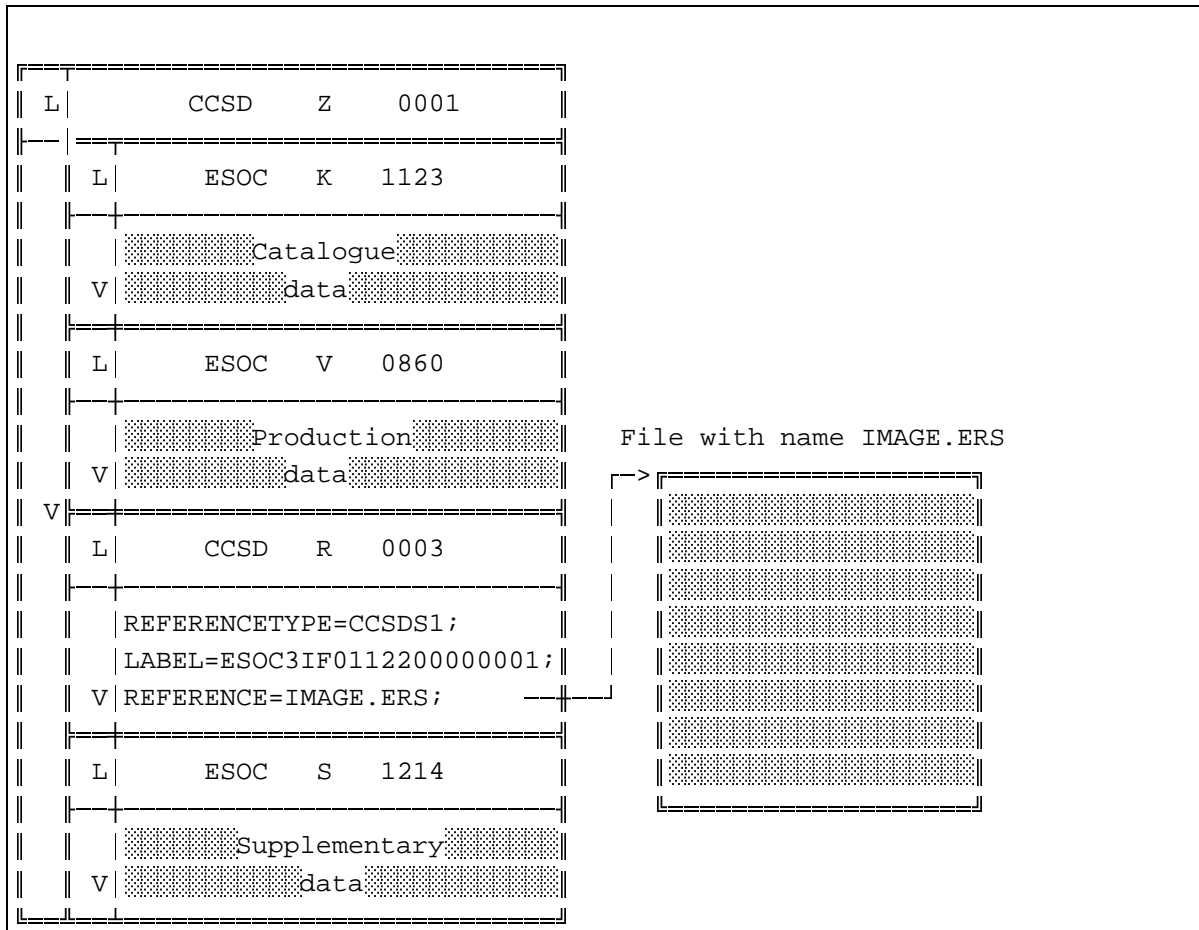 L CCSD Z 0001
L ESOC K 1123
Catalogue
V data
L ESOC V 0860
Production
File with name IMAGE.ERS
V data
V
L CCSD R 0003
REFERENCETYPE=CCSDS1;
LABEL=ESOC3IF0112200000001;
V REFERENCE=IMAGE.ERS;
L ESOC S 1214
Supplementary
V data